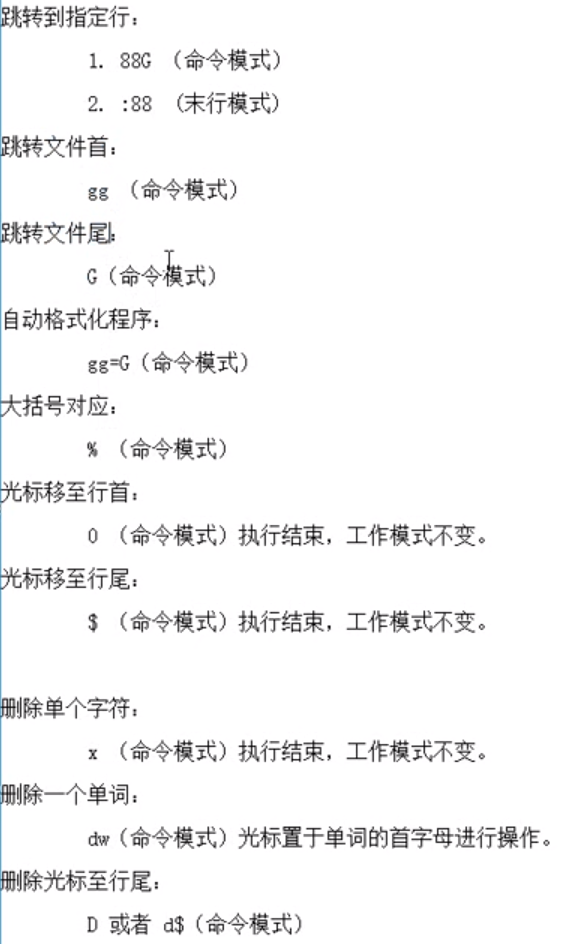 跳转到指定行：
1. 88G （命令模式）
2. :88 （末行模式）
跳转文件首：
gg （命令模式）
跳转文件尾：
G（命令模式）
自动格式化程序：
gg=G（命令模式）
大括号对应：
% （命令模式）
光标移至行首：
0 （命令模式）执行结束，工作模式不变。
光标移至行尾：
$ （命令模式）执行结束，工作模式不变。
删除单个字符：
x （命令模式）执行结束，工作模式不变。
删除一个单词：
dw（命令模式）光标置于单词的首字母进行操作。
删除光标至行尾：
D 或者 d$（命令模式）